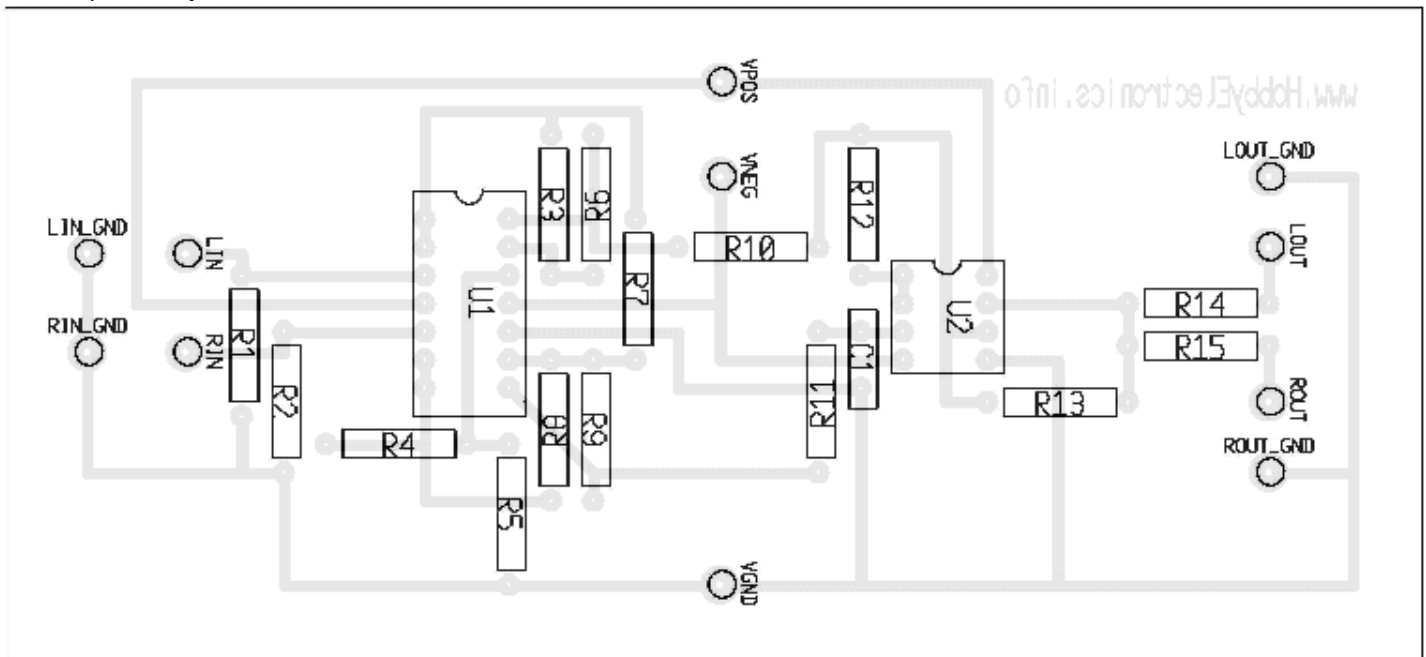 VPOS
www.HobbyElectronics.info
LOUT_GND
VNEG
R3
R6
R12
LIN_GND
LIN
R10
LOUT
R7
U1
U2
R14
RIN_GND
RIN
R1
C1
R15
R2
R11
R13
ROUT
R4
R8
R9
ROUT_GND
R5
VGND